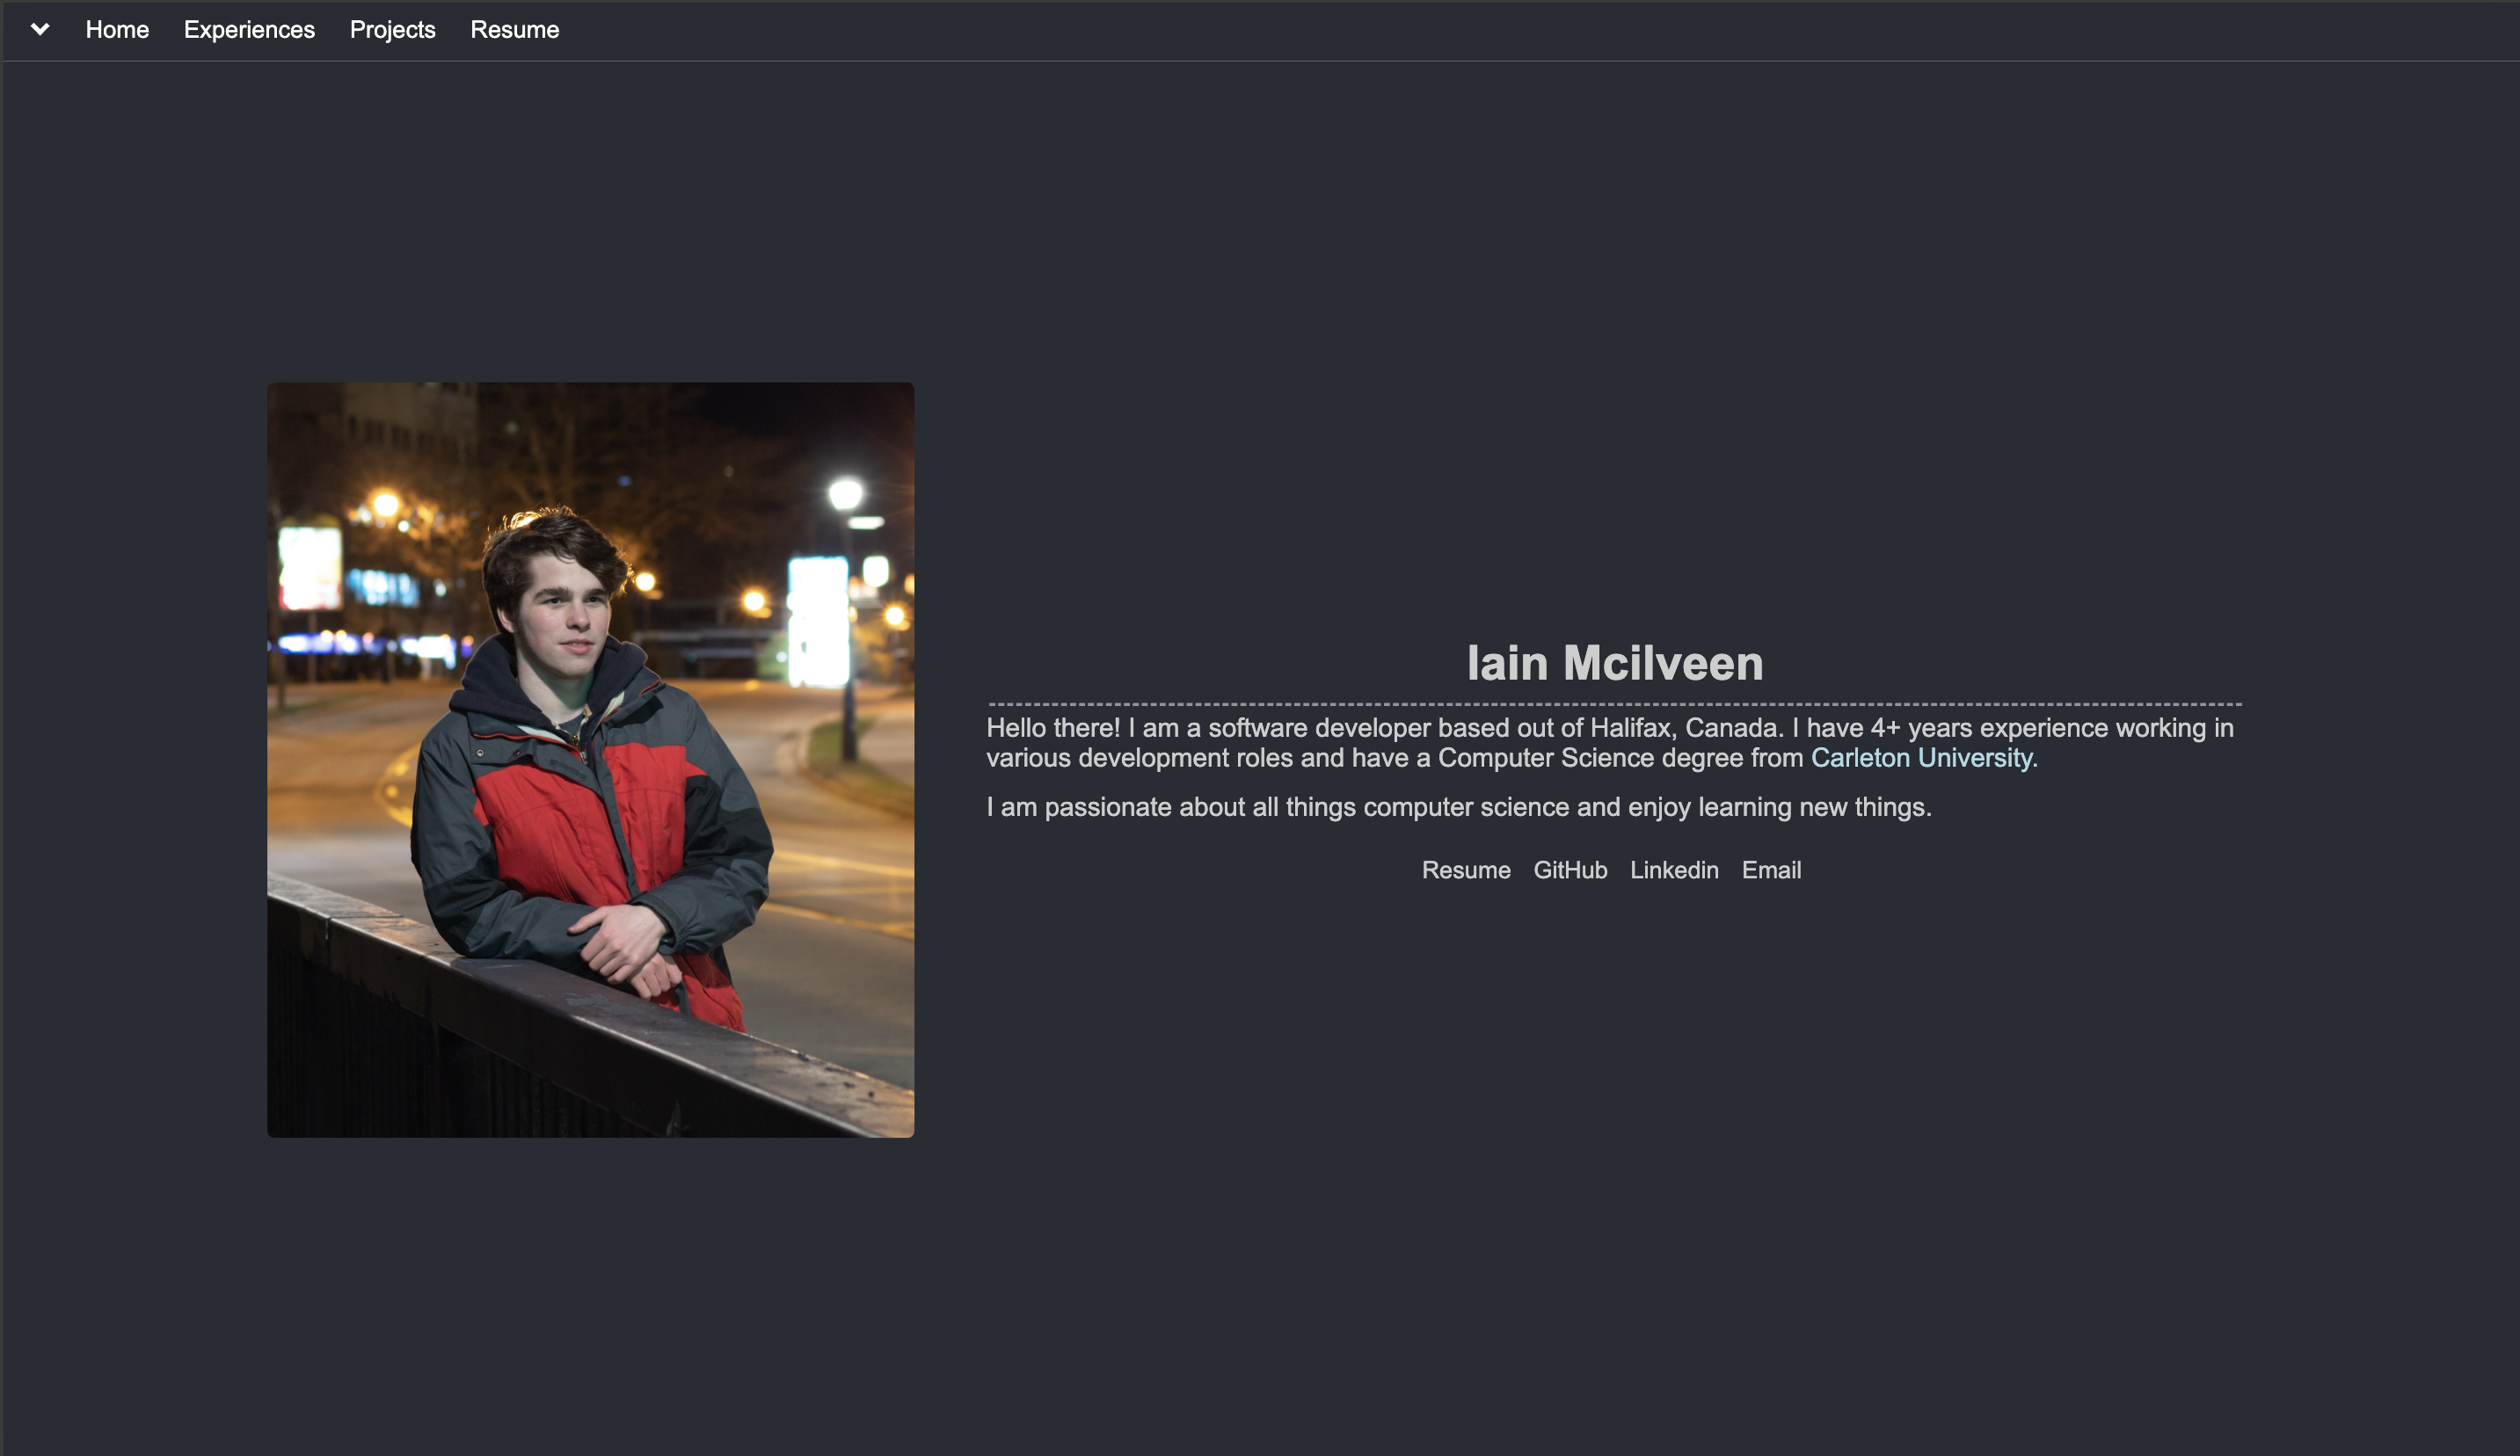 Home Experiences Projects Resume
Iain Mcilveen
Hello there! I am a software developer based out of Halifax, Canada. I have 4+ years experience working in
various development roles and have a Computer Science degree from Carleton University.
I am passionate about all things computer science and enjoy learning new things.
Resume GitHub Linkedin Email